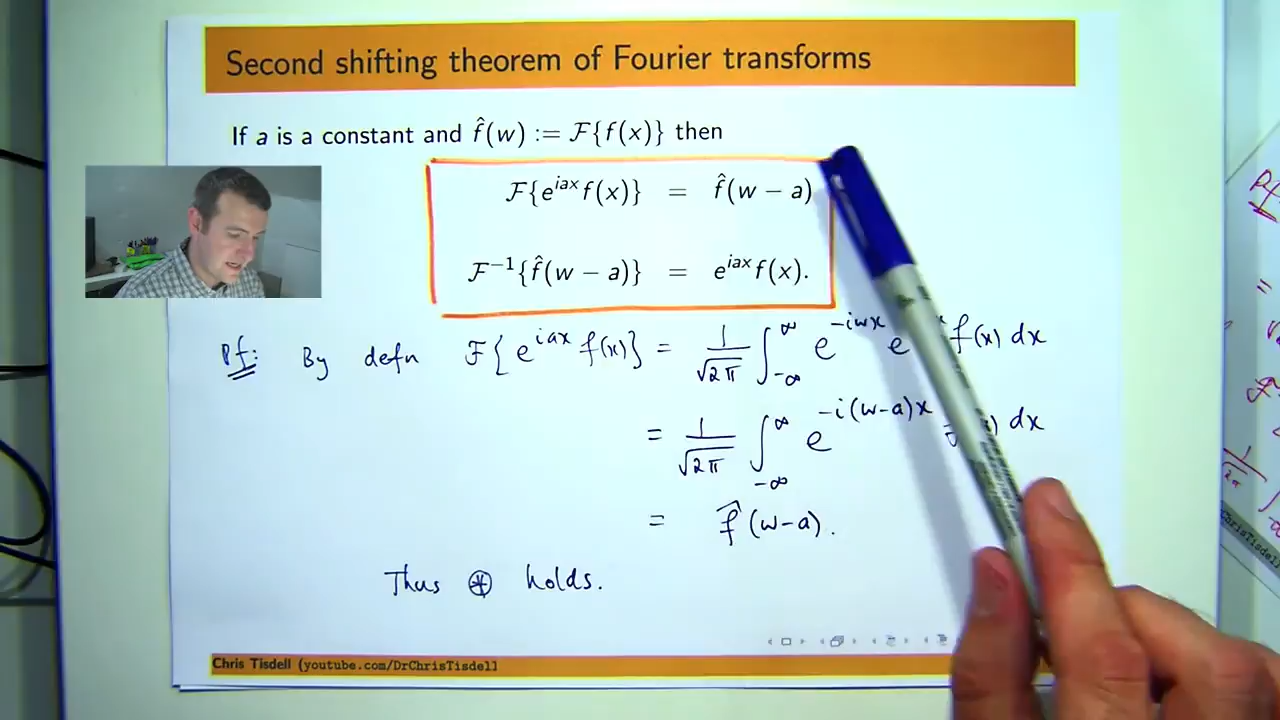 Second shifting theorem of Fourier transforms
If a is a constant and f̂(w) := F{f(x)} then
F{e^{iax} f(x)} = f̂(w − a)
F^{−1}{f̂(w − a)} = e^{iax} f(x).
Pf: By defn F{e^{iax} f(x)} = 1/√2π ∫_{-∞}^{∞} e^{-iwx} e f(x) dx
= 1/√2π ∫_{-∞}^{∞} e^{-i(w-a)x} dx
= f̂(w-a).
Thus ⊛ holds.
Chris Tisdell (youtube.com/DrChrisTisdell